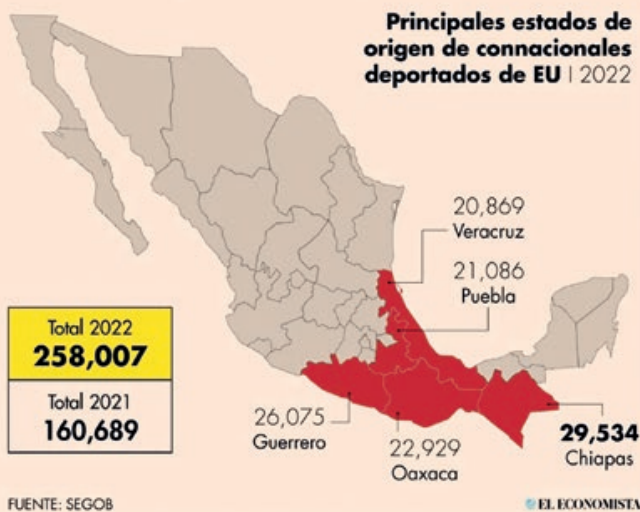 Principales estados de
origen de connacionales
deportados de EU | 2022
20,869
Veracruz
21,086
Puebla
Total 2022
258,007
Total 2021
160,689
26,075
Guerrero
22,929
Oaxaca
29,534
Chiapas
FUENTE: SEGOB
EL ECONOMISTA